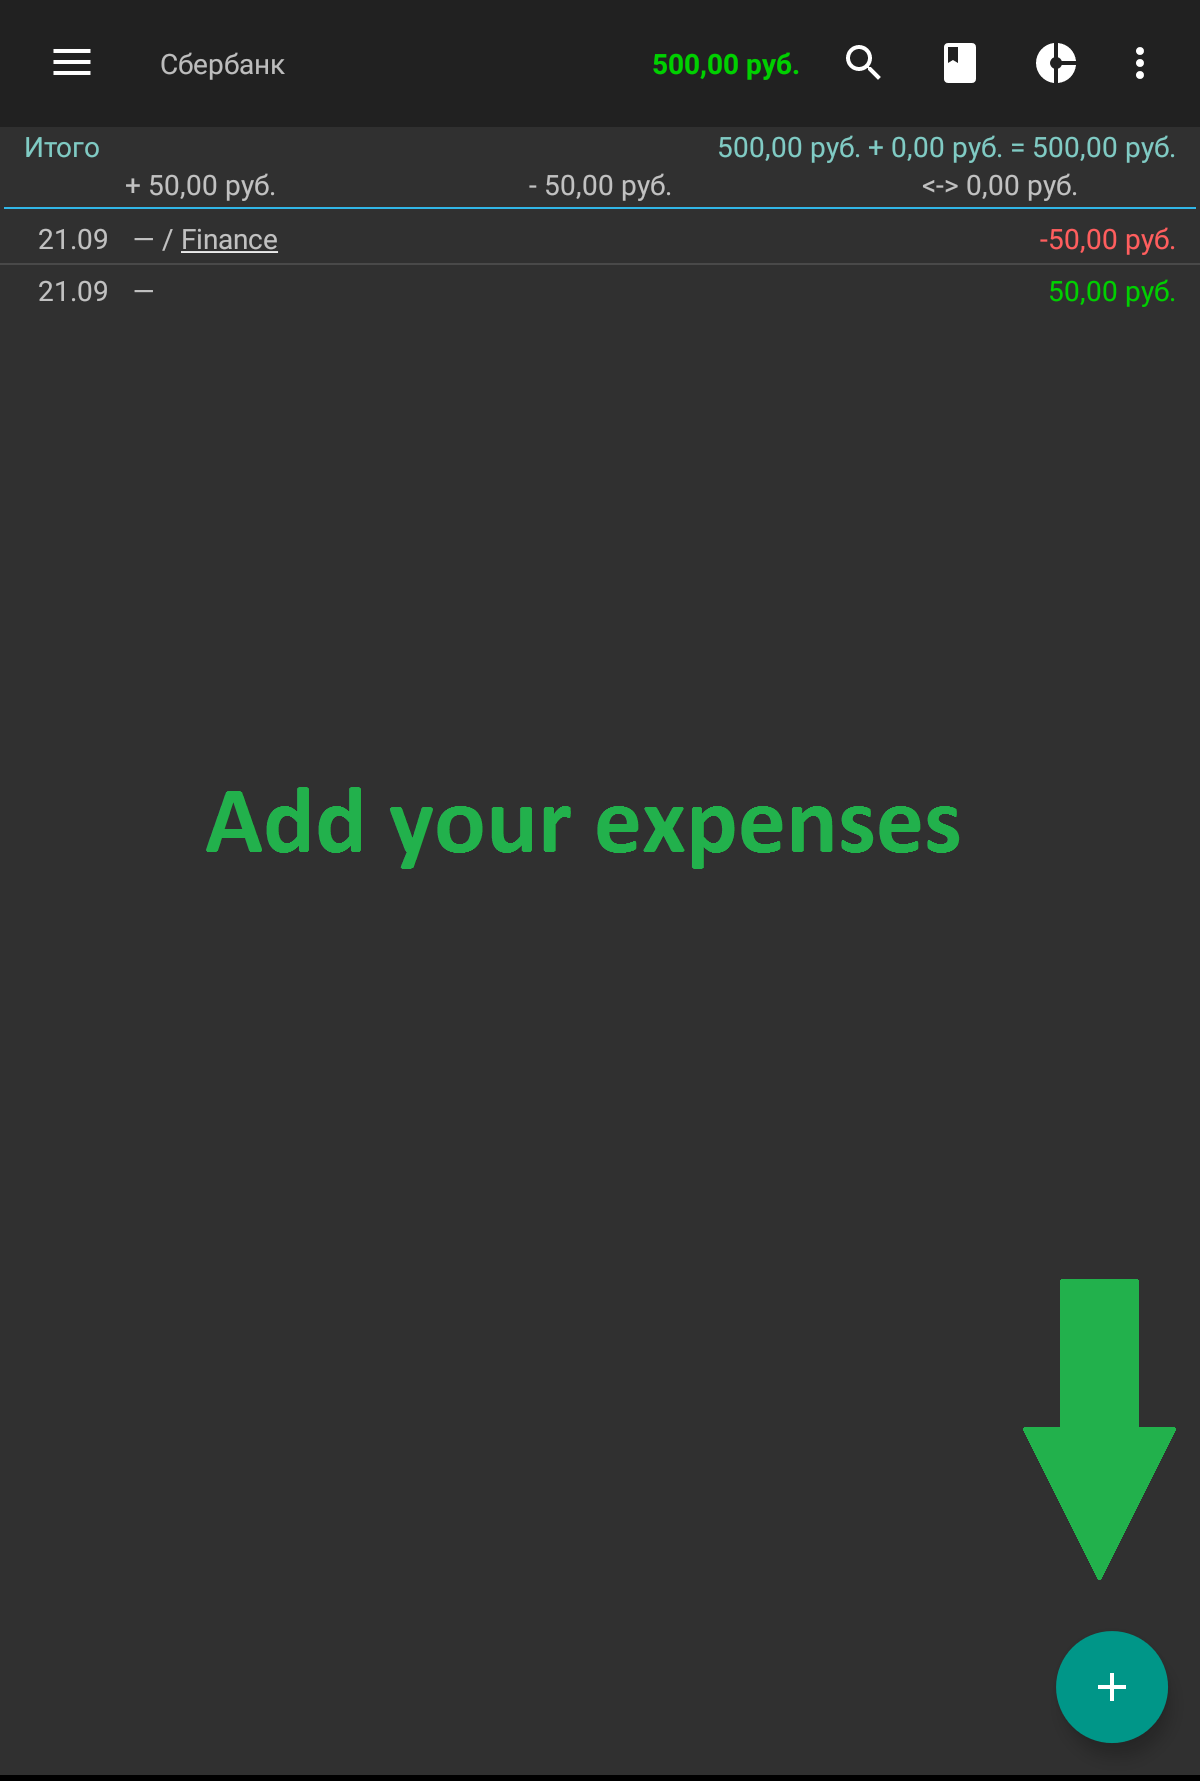 Сбербанк 500,00 руб.
Итого 500,00 руб. + 0,00 руб. = 500,00 руб.
+ 50,00 руб. - 50,00 руб. <-> 0,00 руб.
21.09 — / Finance -50,00 руб.
21.09 — 50,00 руб.
Add your expenses
+